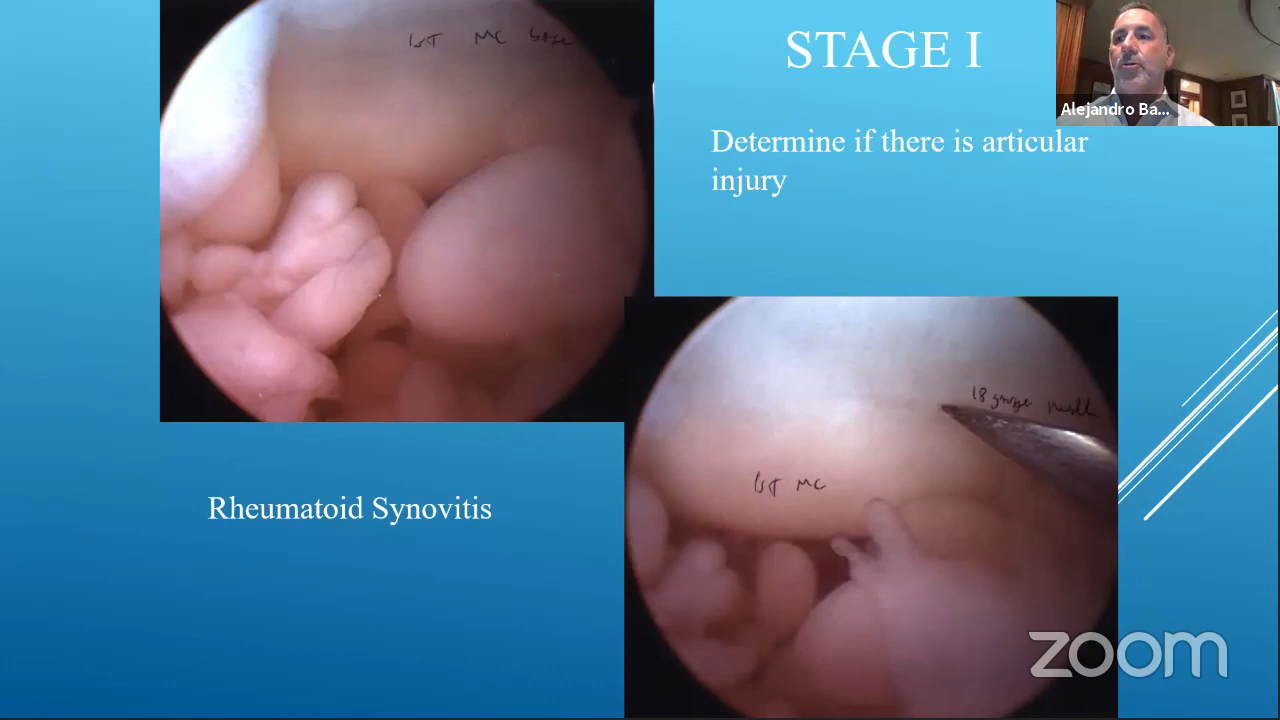 1st MC base
STAGE I
Alejandro Ba...
Determine if there is articular
injury
18 gauge needle
1st MC
Rheumatoid Synovitis
zoom